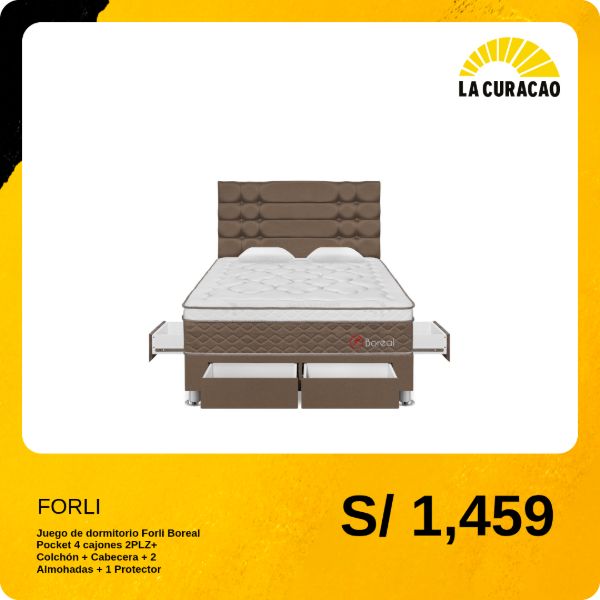 LA CURACAO
Boreal
FORLI
S/ 1,459
Juego de dormitorio Forli Boreal
Pocket 4 cajones 2PLZ+
Colchón + Cabecera + 2
Almohadas + 1 Protector